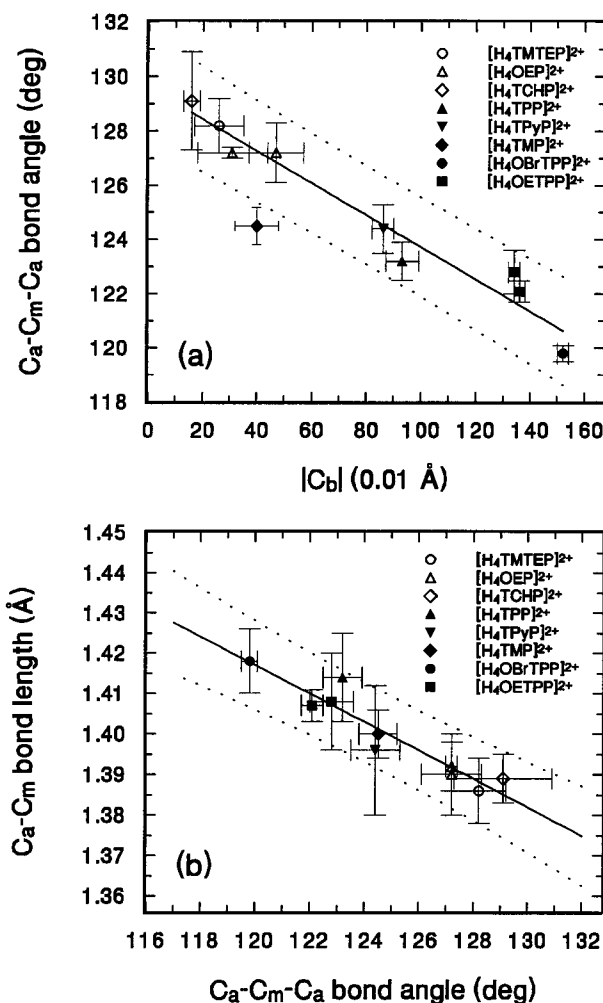 132
130
128
126
124
122
120
118
Ca-Cm-Ca bond angle (deg)
[H4TMTEP]2+
[H4OEP]2+
[H4TCHP]2+
[H4TPP]2+
[H4TPyP]2+
[H4TMP]2+
[H4OBrTPP]2+
[H4OETPP]2+
(a)
0 20 40 60 80 100 120 140 160
|Cb| (0.01 Å)
1.45
1.44
1.43
1.42
1.41
1.40
1.39
1.38
1.37
1.36
Ca-Cm bond length (Å)
[H4TMTEP]2+
[H4OEP]2+
[H4TCHP]2+
[H4TPP]2+
[H4TPyP]2+
[H4TMP]2+
[H4OBrTPP]2+
[H4OETPP]2+
(b)
116 118 120 122 124 126 128 130 132
Ca-Cm-Ca bond angle (deg)